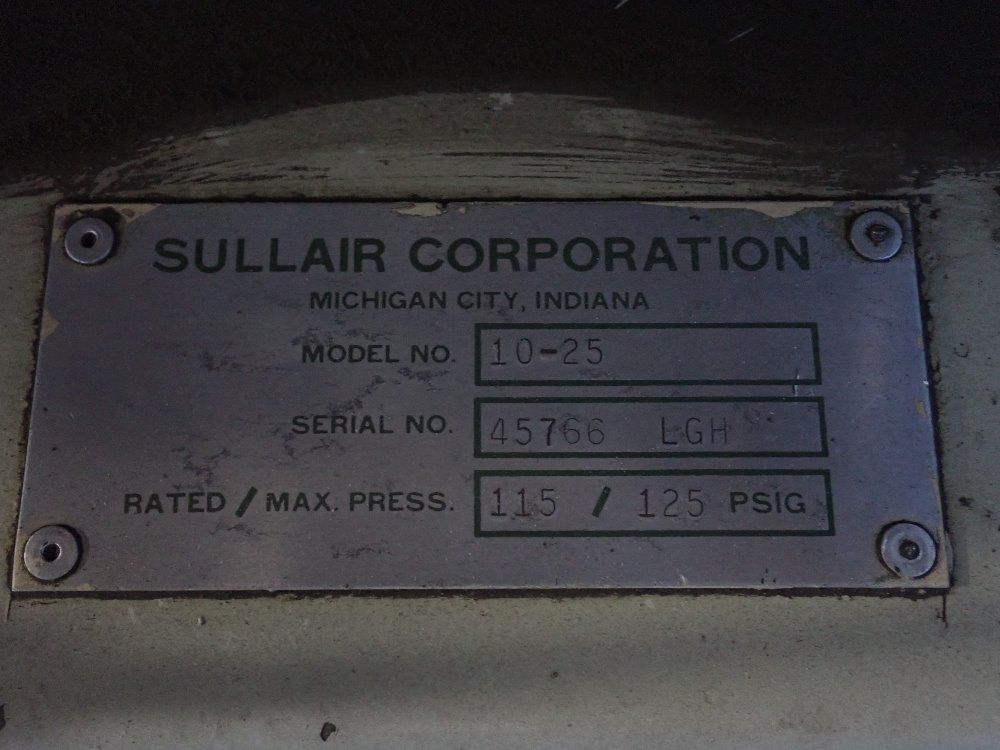 SULLAIR CORPORATION
MICHIGAN CITY, INDIANA
MODEL NO. 10-25
SERIAL NO. 45766 LGH
RATED / MAX. PRESS. 115 / 125 PSIG